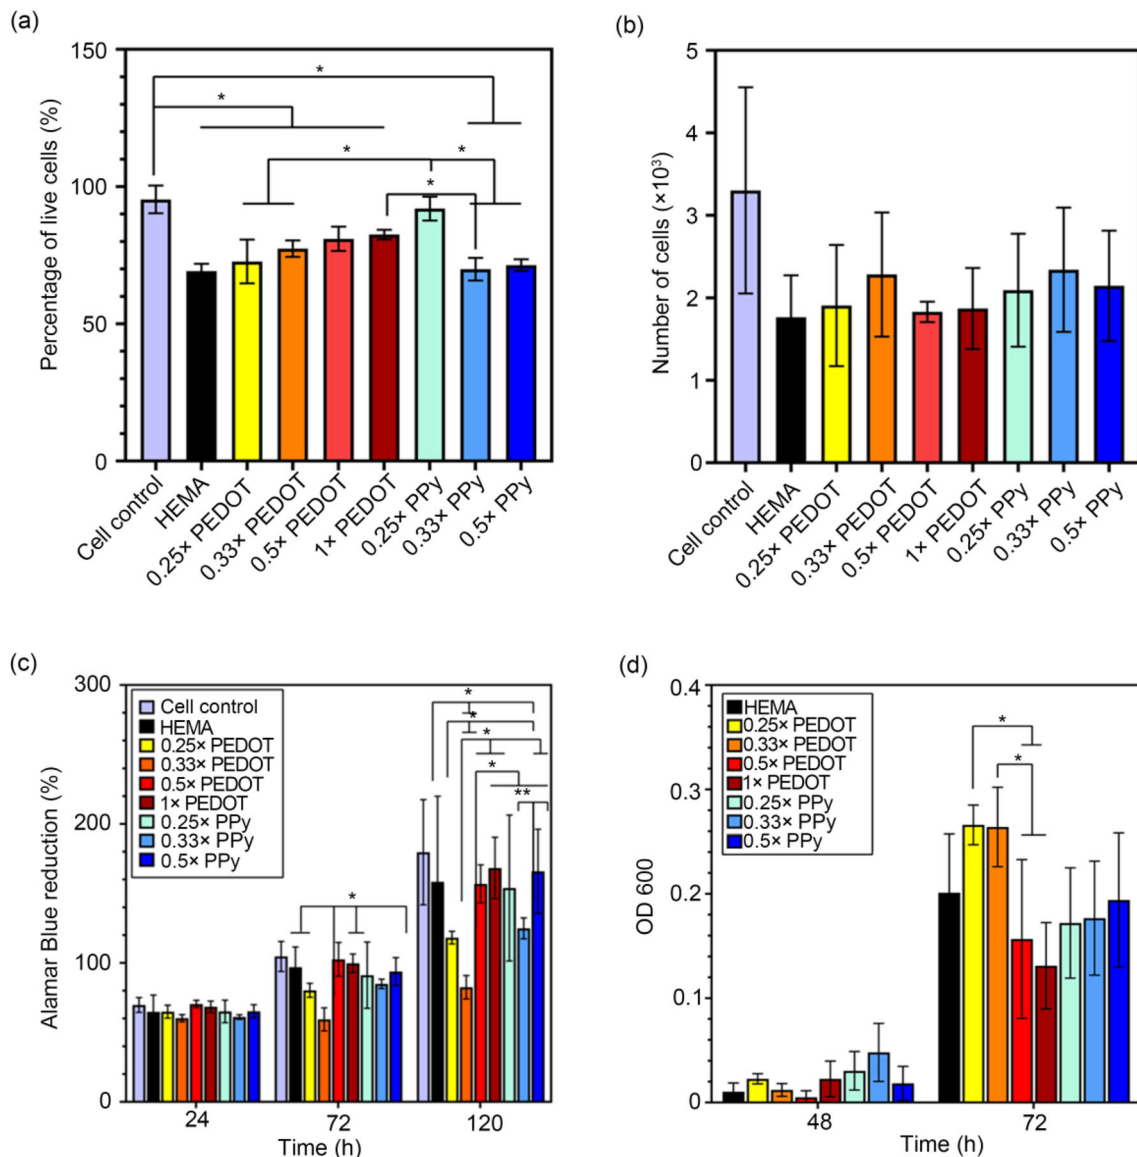 (a)
150
100
50
0
Percentage of live cells (%)
*
*
*
*
*
Cell control
HEMA
0.25× PEDOT
0.33× PEDOT
0.5× PEDOT
1× PEDOT
0.25× PPy
0.33× PPy
0.5× PPy
(b)
5
4
3
2
1
0
Number of cells (×10³)
Cell control
HEMA
0.25× PEDOT
0.33× PEDOT
0.5× PEDOT
1× PEDOT
0.25× PPy
0.33× PPy
0.5× PPy
(c)
300
200
100
0
Alamar Blue reduction (%)
Cell control
HEMA
0.25× PEDOT
0.33× PEDOT
0.5× PEDOT
1× PEDOT
0.25× PPy
0.33× PPy
0.5× PPy
*
*
*
*
*
**
24
72
120
Time (h)
(d)
0.4
0.3
0.2
0.1
0
OD 600
HEMA
0.25× PEDOT
0.33× PEDOT
0.5× PEDOT
1× PEDOT
0.25× PPy
0.33× PPy
0.5× PPy
*
*
48
72
Time (h)